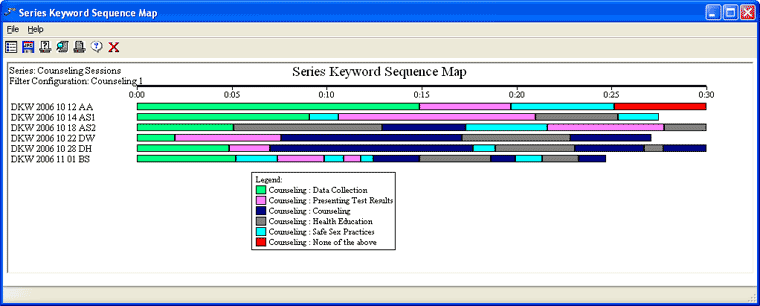 Series Keyword Sequence Map
File Help
Series: Counseling Sessions
Series Keyword Sequence Map
Filter Configuration: Counseling 1
0:00 0:05 0:10 0:15 0:20 0:25 0:30
DKW 2006 10 12 AA
DKW 2006 10 14 AS1
DKW 2006 10 18 AS2
DKW 2006 10 22 DW
DKW 2006 10 28 DH
DKW 2006 11 01 BS
Legend:
Counseling : Data Collection
Counseling : Presenting Test Results
Counseling : Counseling
Counseling : Health Education
Counseling : Safe Sex Practices
Counseling : None of the above